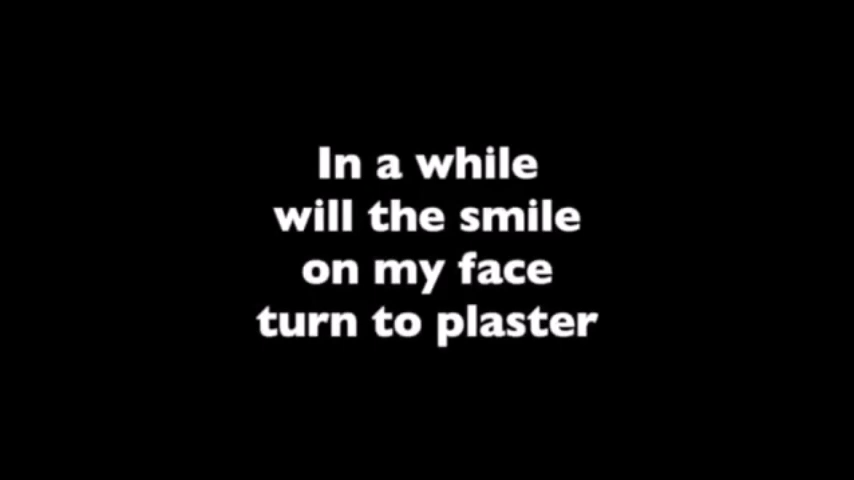 In a while
will the smile
on my face
turn to plaster